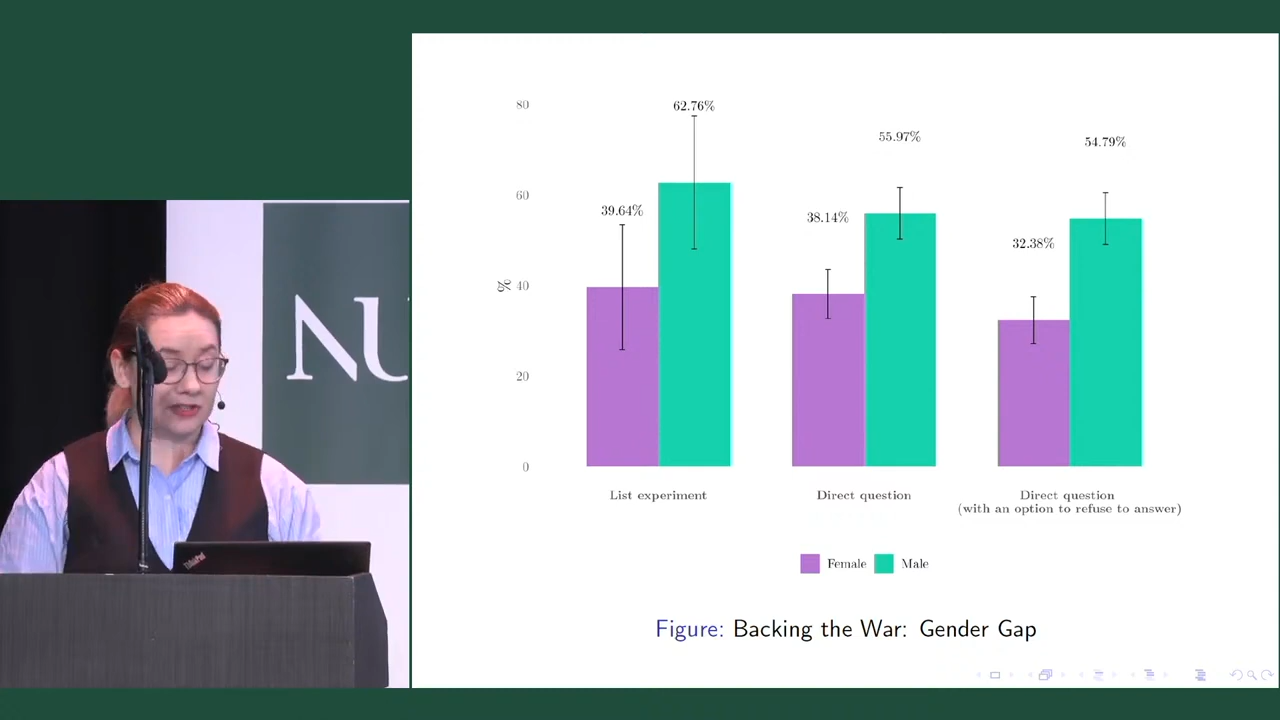 NU
ThinkPad
80
60
% 40
20
0
62.76%
39.64%
55.97%
38.14%
54.79%
32.38%
List experiment
Direct question
Direct question
(with an option to refuse to answer)
Female Male
Figure: Backing the War: Gender Gap